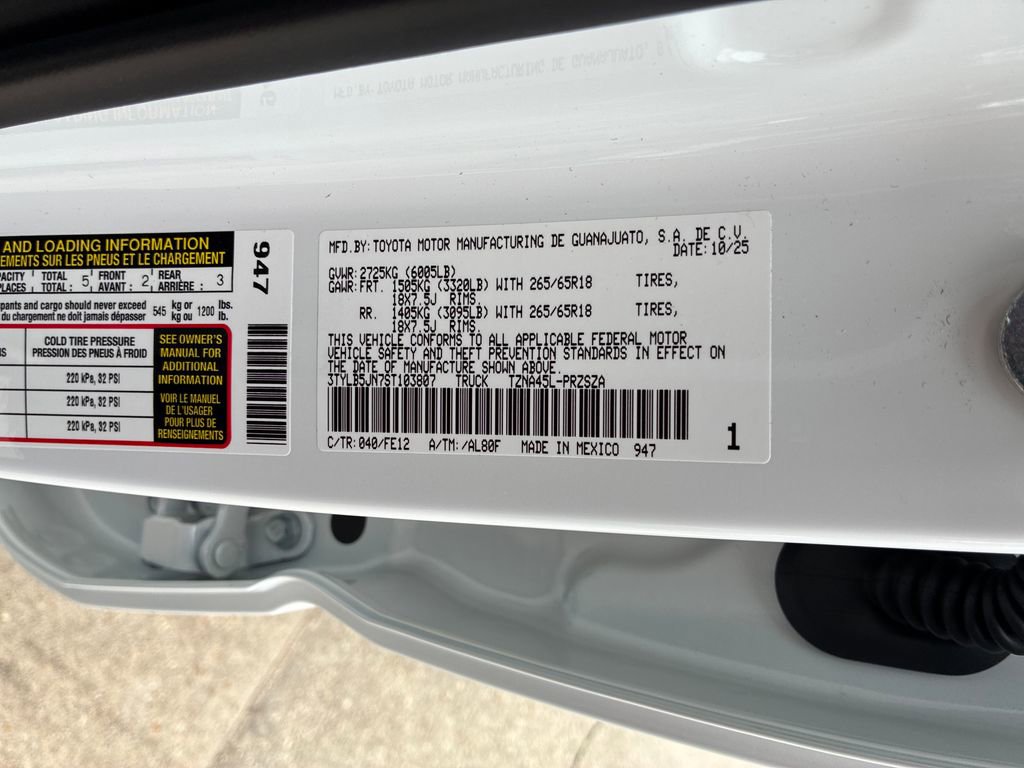 AND LOADING INFORMATION
EMENTS SUR LES PNEUS ET LE CHARGEMENT
PACITY TOTAL FRONT REAR
PLACES TOTAL : 5 AVANT : 2 ARRIÈRE : 3
pants and cargo should never exceed 545 kg or 1200 lbs.
du chargement ne doit jamais dépasser kg ou lb.
COLD TIRE PRESSURE
PRESSION DES PNEUS À FROID
220 kPa, 32 PSI
220 kPa, 32 PSI
220 kPa, 32 PSI
SEE OWNER'S
MANUAL FOR
ADDITIONAL
INFORMATION
VOIR LE MANUEL
DE L'USAGER
POUR PLUS DE
RENSEIGNEMENTS
947
MFD.BY:TOYOTA MOTOR MANUFACTURING DE GUANAJUATO, S.A. DE C.V.
DATE:10/25
GVWR:2725KG (6005LB)
GAWR:FRT. 1505KG (3320LB) WITH 265/65R18 TIRES,
18X7.5J RIMS.
RR. 1405KG (3095LB) WITH 265/65R18 TIRES,
18X7.5J RIMS.
THIS VEHICLE CONFORMS TO ALL APPLICABLE FEDERAL MOTOR
VEHICLE SAFETY AND THEFT PREVENTION STANDARDS IN EFFECT ON
THE DATE OF MANUFACTURE SHOWN ABOVE.
3TYLB5JN7ST103807 TRUCK TZNA45L-PRZSZA
C/TR:040/FE12 A/TM:/AL80F MADE IN MEXICO 947
1